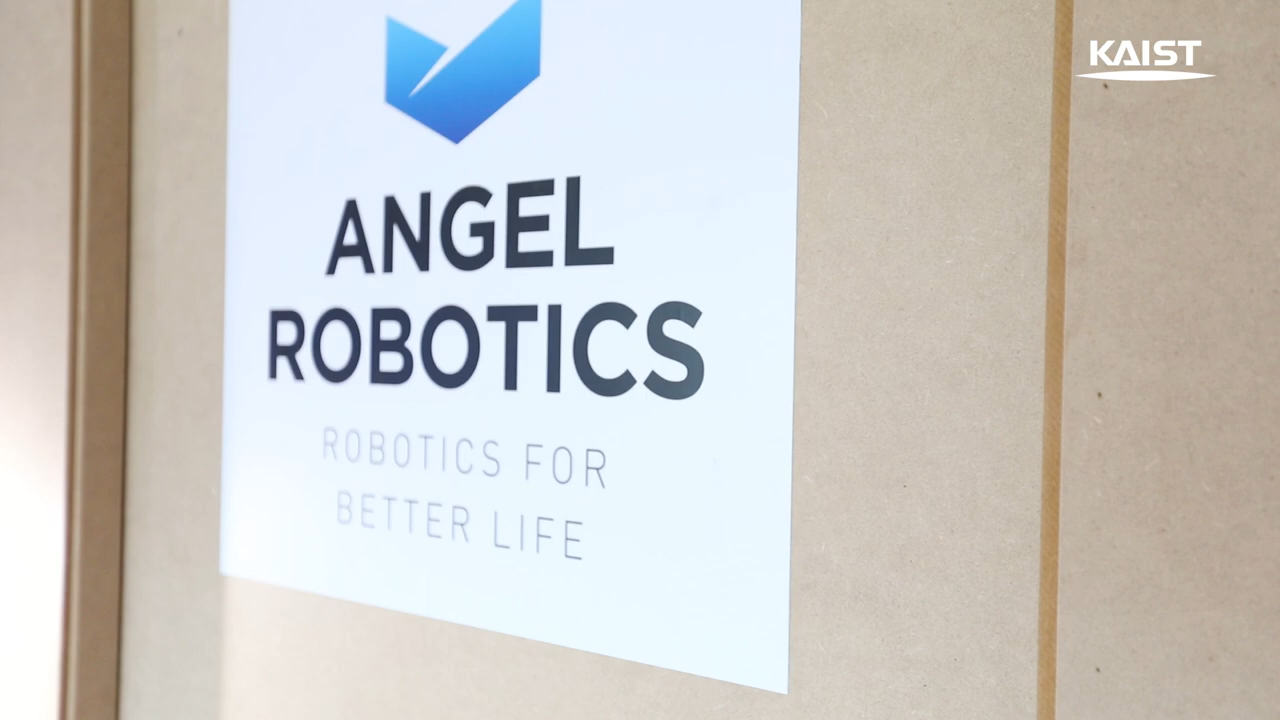 KAIST
ANGEL
ROBOTICS
ROBOTICS FOR
BETTER LIFE